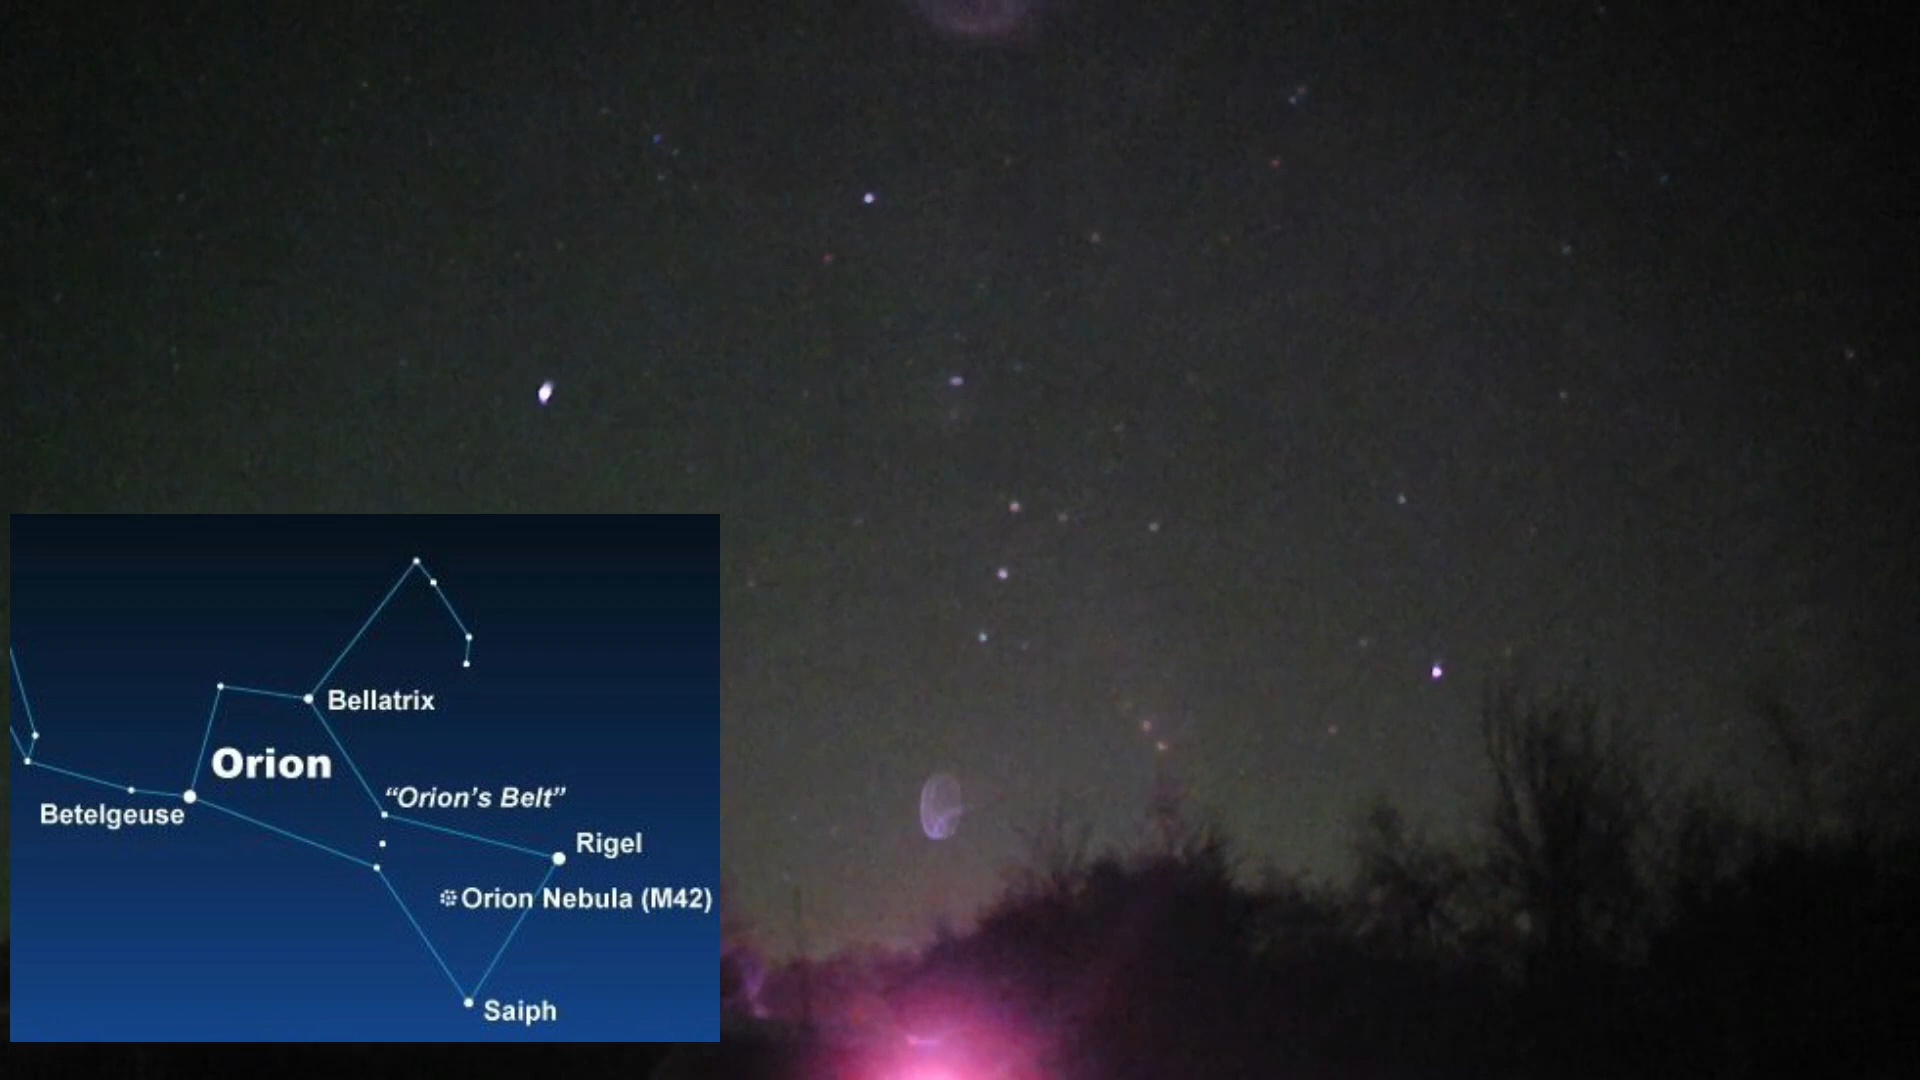 Bellatrix
Orion
"Orion's Belt"
Betelgeuse
Rigel
Orion Nebula (M42)
Saiph